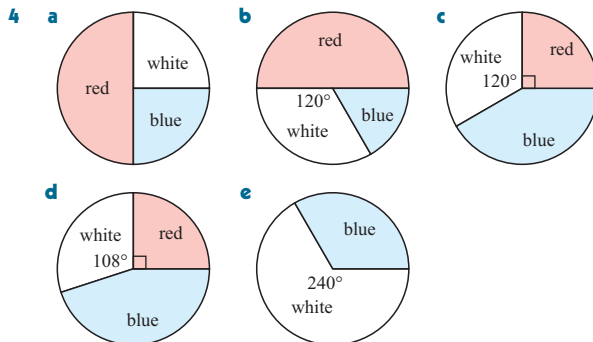 4 a b c
red white blue
red 120° white blue
white 120° red blue
d e
white 108° red blue
blue 240° white